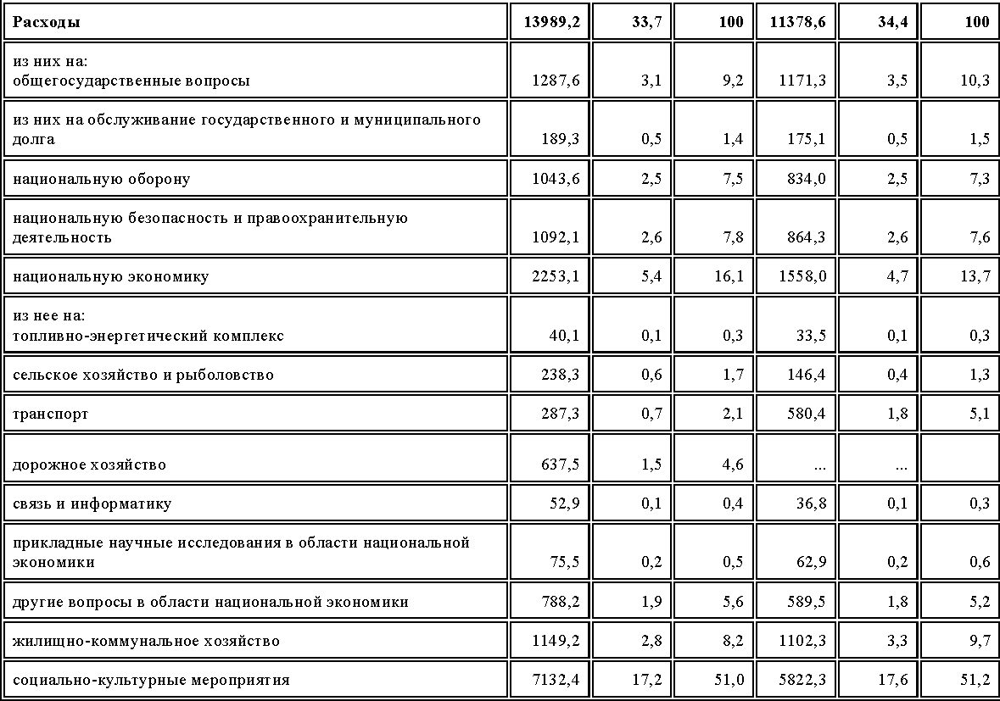 Расходы 13989,2 33,7 100 11378,6 34,4 100
из них на:
общегосударственные вопросы 1287,6 3,1 9,2 1171,3 3,5 10,3
из них на обслуживание государственного и муниципального
долга 189,3 0,5 1,4 175,1 0,5 1,5
национальную оборону 1043,6 2,5 7,5 834,0 2,5 7,3
национальную безопасность и правоохранительную
деятельность 1092,1 2,6 7,8 864,3 2,6 7,6
национальную экономику 2253,1 5,4 16,1 1558,0 4,7 13,7
из нее на:
топливно-энергетический комплекс 40,1 0,1 0,3 33,5 0,1 0,3
сельское хозяйство и рыболовство 238,3 0,6 1,7 146,4 0,4 1,3
транспорт 287,3 0,7 2,1 580,4 1,8 5,1
дорожное хозяйство 637,5 1,5 4,6 ... ...
связь и информатику 52,9 0,1 0,4 36,8 0,1 0,3
прикладные научные исследования в области национальной
экономики 75,5 0,2 0,5 62,9 0,2 0,6
другие вопросы в области национальной экономики 788,2 1,9 5,6 589,5 1,8 5,2
жилищно-коммунальное хозяйство 1149,2 2,8 8,2 1102,3 3,3 9,7
социально-культурные мероприятия 7132,4 17,2 51,0 5822,3 17,6 51,2